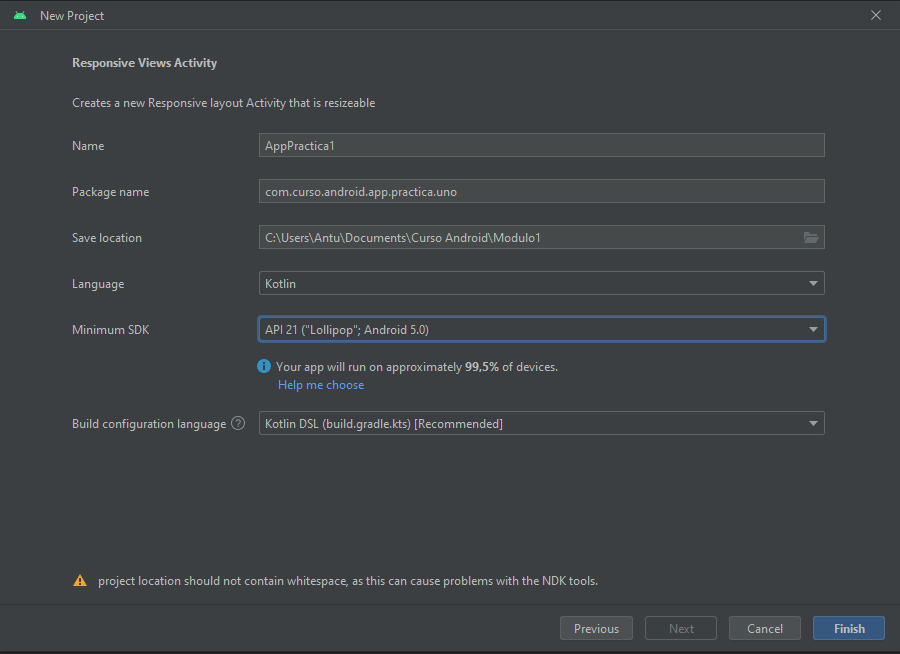 New Project
Responsive Views Activity
Creates a new Responsive layout Activity that is resizeable
Name AppPractica1
Package name com.curso.android.app.practica.uno
Save location C:\Users\Antu\Documents\Curso Android\Modulo1
Language Kotlin
Minimum SDK API 21 ("Lollipop"; Android 5.0)
Your app will run on approximately 99,5% of devices.
Help me choose
Build configuration language ? Kotlin DSL (build.gradle.kts) [Recommended]
project location should not contain whitespace, as this can cause problems with the NDK tools.
Previous Next Cancel Finish